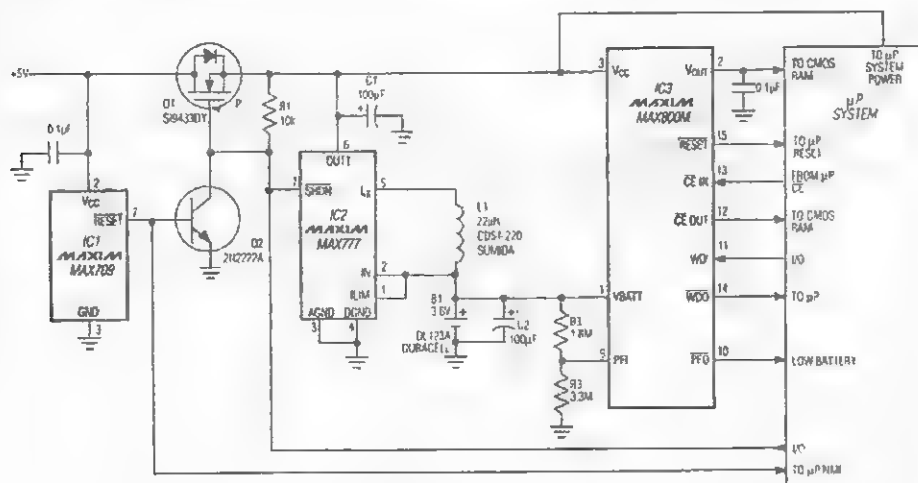 +5V
Q1
Si9433DY
P
0.1µF
R1
10k
C1
100µF
+
2
VCC
RESET
7
IC1
MAXIM
MAX709
GND
3
Q2
2N2222A
6
OUT1
SHDN
LX
5
IC2
MAXIM
MAX777
IN
2
ILIM
1
AGND
DGND
3
4
L1
22µH
CD54-220
SUMIDA
B1
3.6V
+
DL123A
DURACELL
+
C2
100µF
R3
3.3M
3
VCC
VOUT
2
IC3
MAXIM
MAX800M
RESET
15
CE IN
13
CE OUT
12
11
WDO
14
PFO
10
VBATT
1
PFI
9
0.1µF
TO CMOS
RAM
TO µP
SYSTEM
POWER
µP
SYSTEM
TO µP
RESET
FROM µP
CE
TO CMOS
RAM
I/O
TO µP
LOW BATTERY
I/O
TO µP NMI